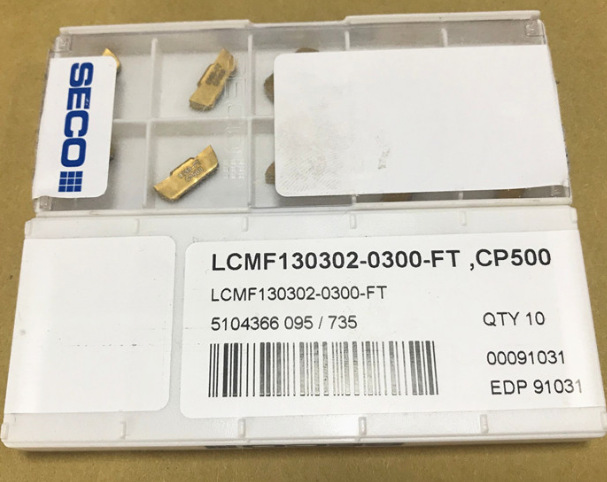 SECO
LCMF130302-0300-FT ,CP500
LCMF130302-0300-FT
5104366 095 / 735
QTY 10
00091031
EDP 91031